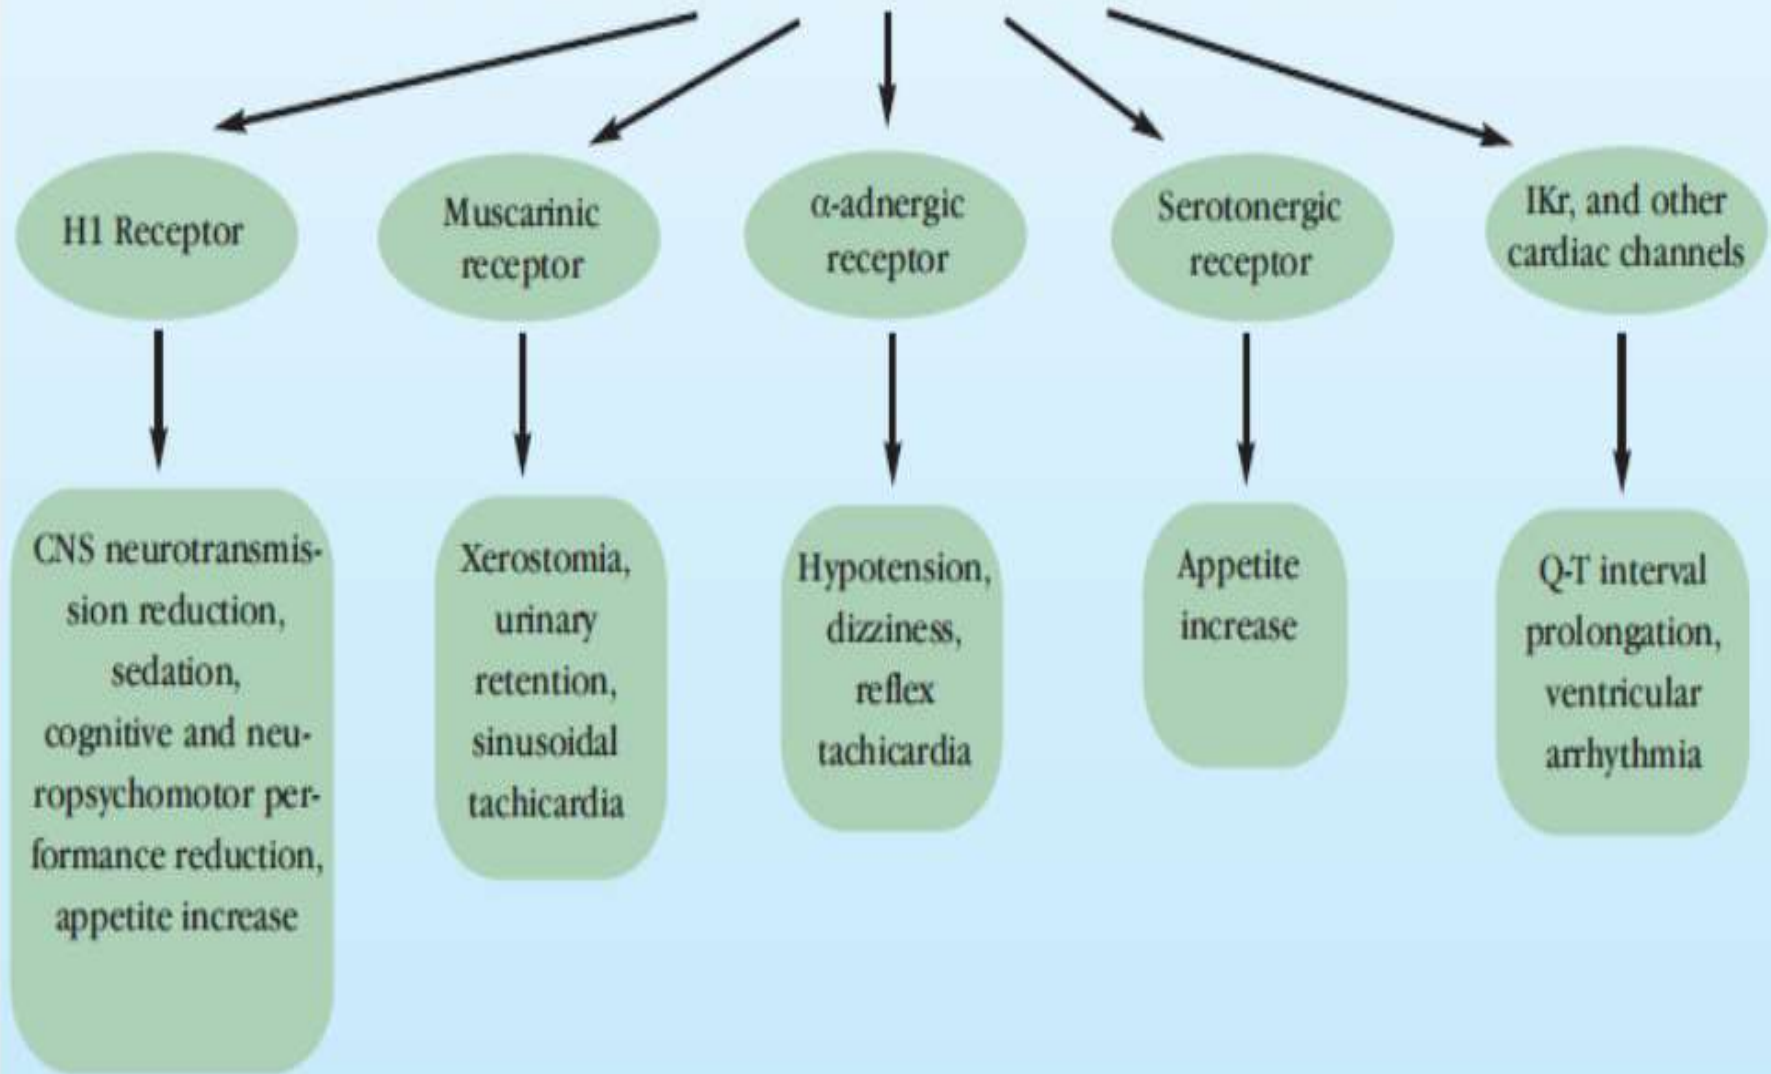 H1 Receptor
Muscarinic
receptor
α-adnergic
receptor
Serotonergic
receptor
IKr, and other
cardiac channels
CNS neurotransmis-
sion reduction,
sedation,
cognitive and neu-
ropsychomotor per-
formance reduction,
appetite increase
Xerostomia,
urinary
retention,
sinusoidal
tachicardia
Hypotension,
dizziness,
reflex
tachicardia
Appetite
increase
Q-T interval
prolongation,
ventricular
arrhythmia